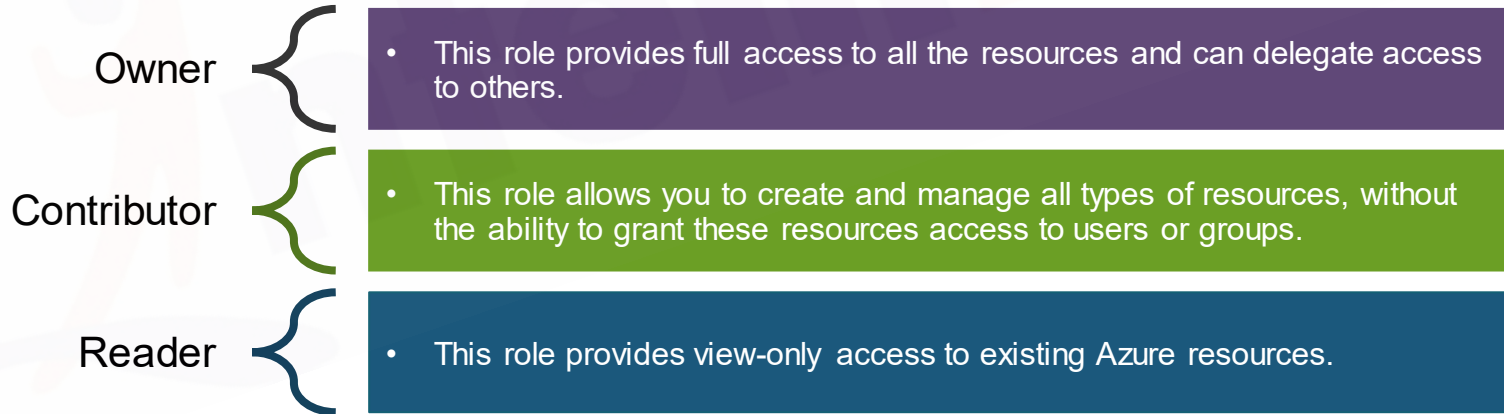 Owner
• This role provides full access to all the resources and can delegate access
to others.
Contributor
• This role allows you to create and manage all types of resources, without
the ability to grant these resources access to users or groups.
Reader
• This role provides view-only access to existing Azure resources.